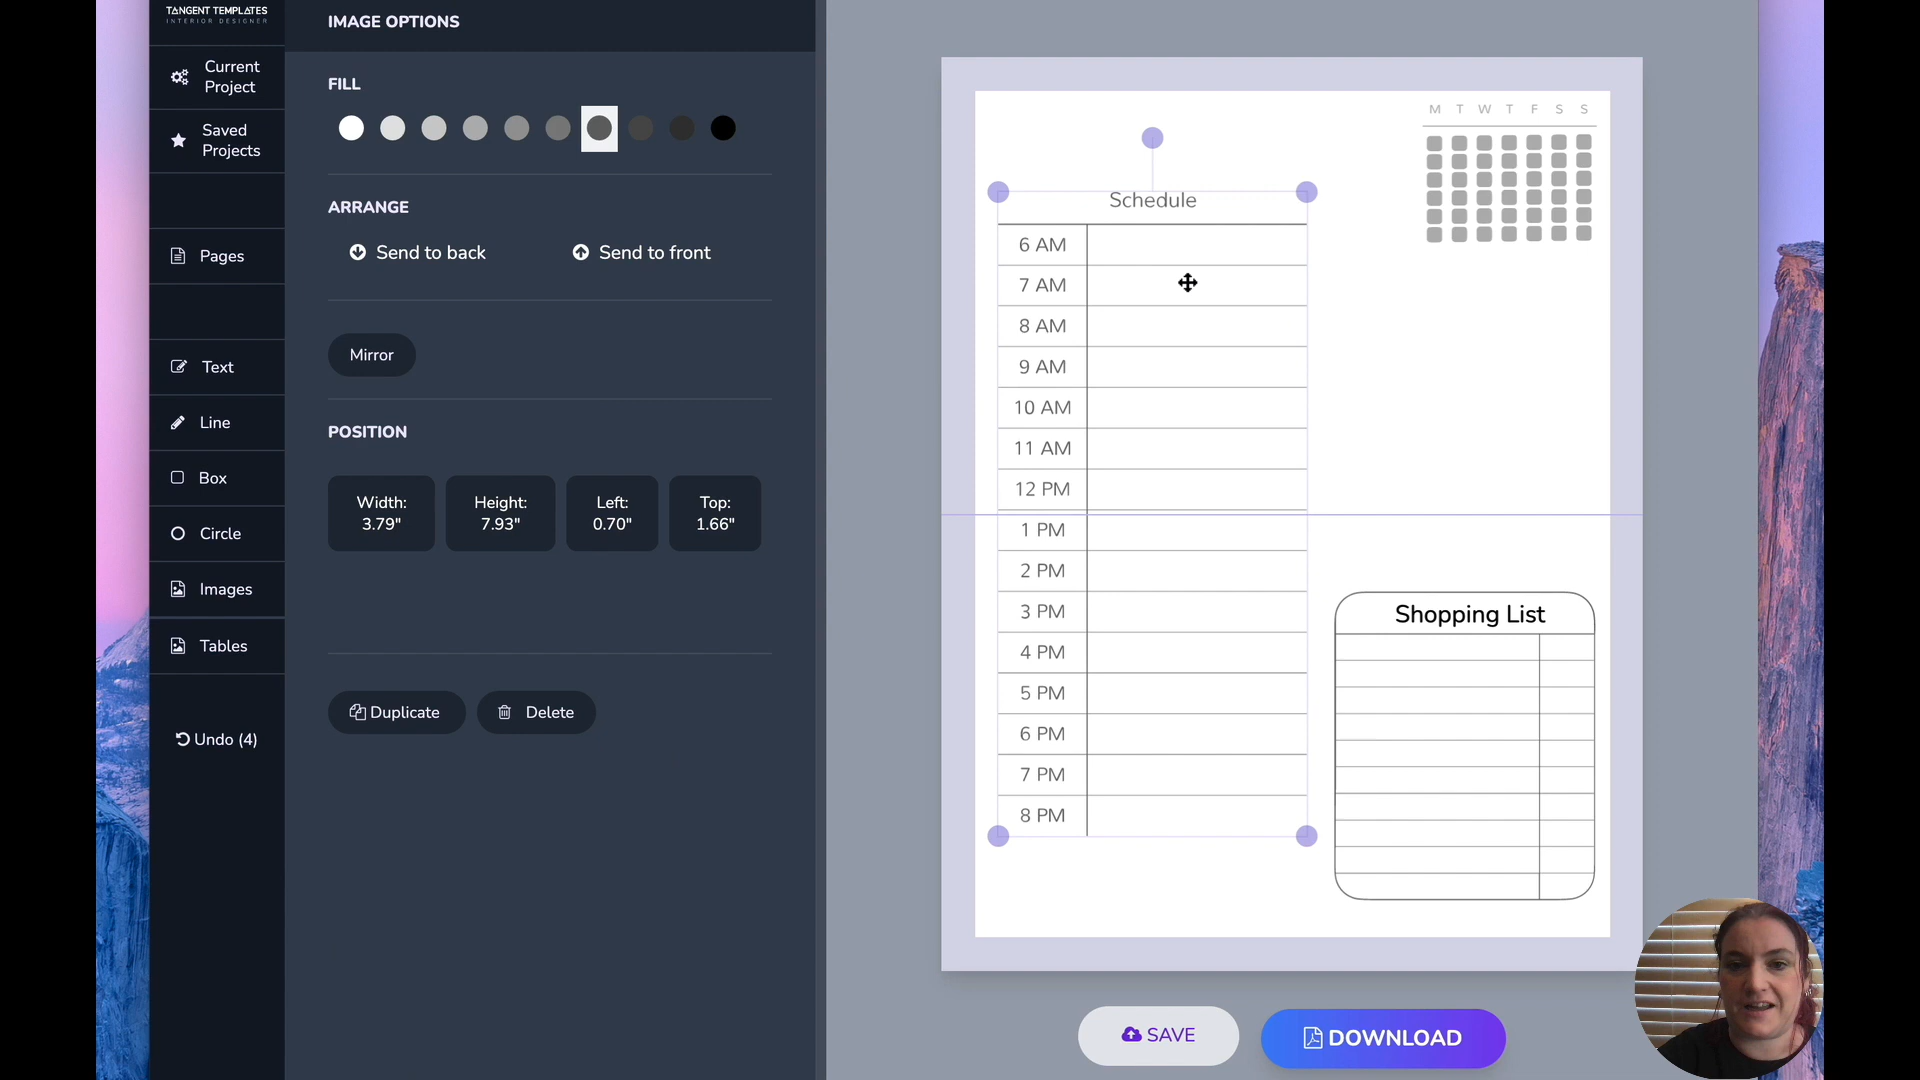 TANGENT TEMPLATES
INTERIOR DESIGNER
Current
Project
Saved
Projects
Pages
Text
Line
Box
Circle
Images
Tables
Undo (4)
IMAGE OPTIONS
FILL
ARRANGE
Send to back
Send to front
Mirror
POSITION
Width:
3.79"
Height:
7.93"
Left:
0.70"
Top:
1.66"
Duplicate
Delete
M T W T F S S
Schedule
6 AM
7 AM
8 AM
9 AM
10 AM
11 AM
12 PM
1 PM
2 PM
3 PM
4 PM
5 PM
6 PM
7 PM
8 PM
Shopping List
SAVE
DOWNLOAD